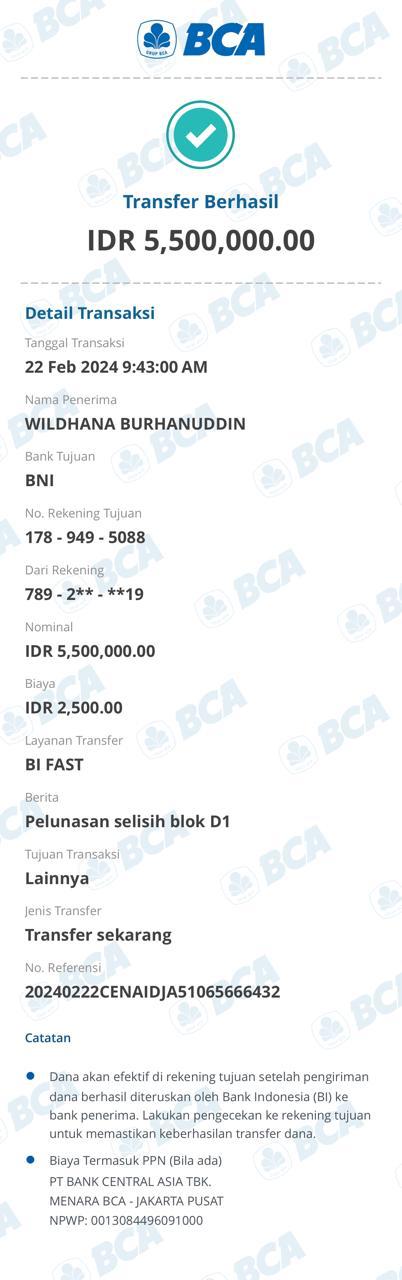 BCA
Transfer Berhasil
IDR 5,500,000.00
Detail Transaksi
Tanggal Transaksi
22 Feb 2024 9:43:00 AM
Nama Penerima
WILDHANA BURHANUDDIN
Bank Tujuan
BNI
No. Rekening Tujuan
178 - 949 - 5088
Dari Rekening
789 - 2** - **19
Nominal
IDR 5,500,000.00
Biaya
IDR 2,500.00
Layanan Transfer
BI FAST
Berita
Pelunasan selisih blok D1
Tujuan Transaksi
Lainnya
Jenis Transfer
Transfer sekarang
No. Referensi
20240222CENAIDJA51065666432
Catatan
Dana akan efektif di rekening tujuan setelah pengiriman
dana berhasil diteruskan oleh Bank Indonesia (BI) ke
bank penerima. Lakukan pengecekan ke rekening tujuan
untuk memastikan keberhasilan transfer dana.
Biaya Termasuk PPN (Bila ada)
PT BANK CENTRAL ASIA TBK.
MENARA BCA - JAKARTA PUSAT
NPWP: 0013084496091000